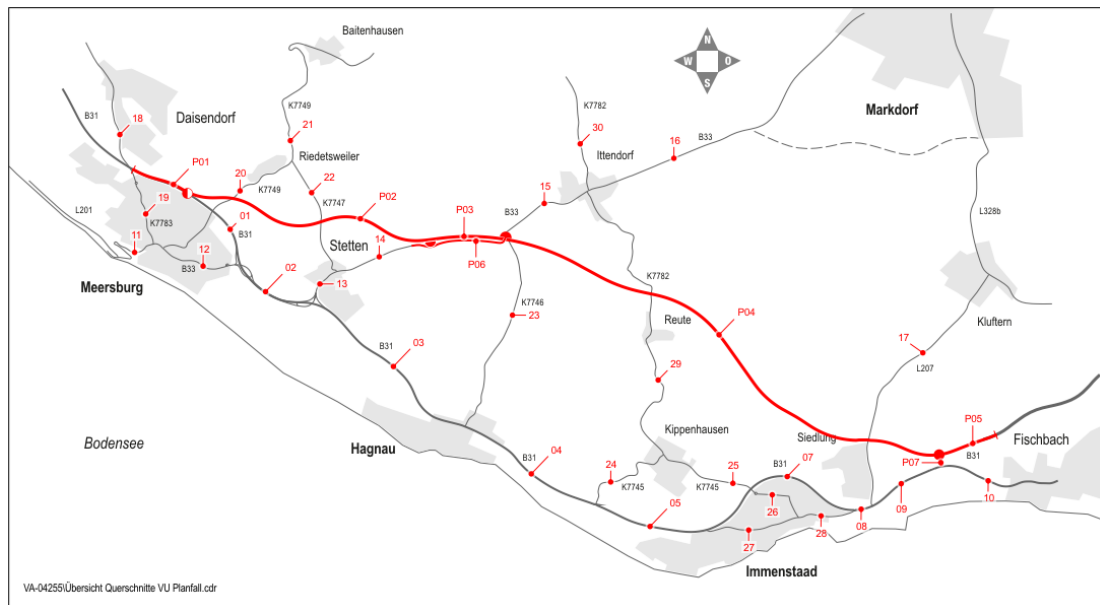 Baitenhausen
N
W
O
S
K7749
K7782
B31
18
Daisendorf
Markdorf
21
30
16
B33
Ittendorf
Riedetsweiler
P01
20
K7749
22
15
K7747
P02
L201
19
K7783
01
B31
P03
B33
L328b
Stetten
14
P06
11
12
B33
02
13
K7782
Meersburg
K7746
23
Reute
P04
Kluftern
B31
03
17
L207
29
Bodensee
Hagnau
Kippenhausen
Siedlung
P05
Fischbach
B31
P07
B31
04
24
K7745
25
K7745
07
26
05
27
28
08
09
10
Immenstaad
VA-04255\Übersicht Querschnitte VU Planfall.cdr